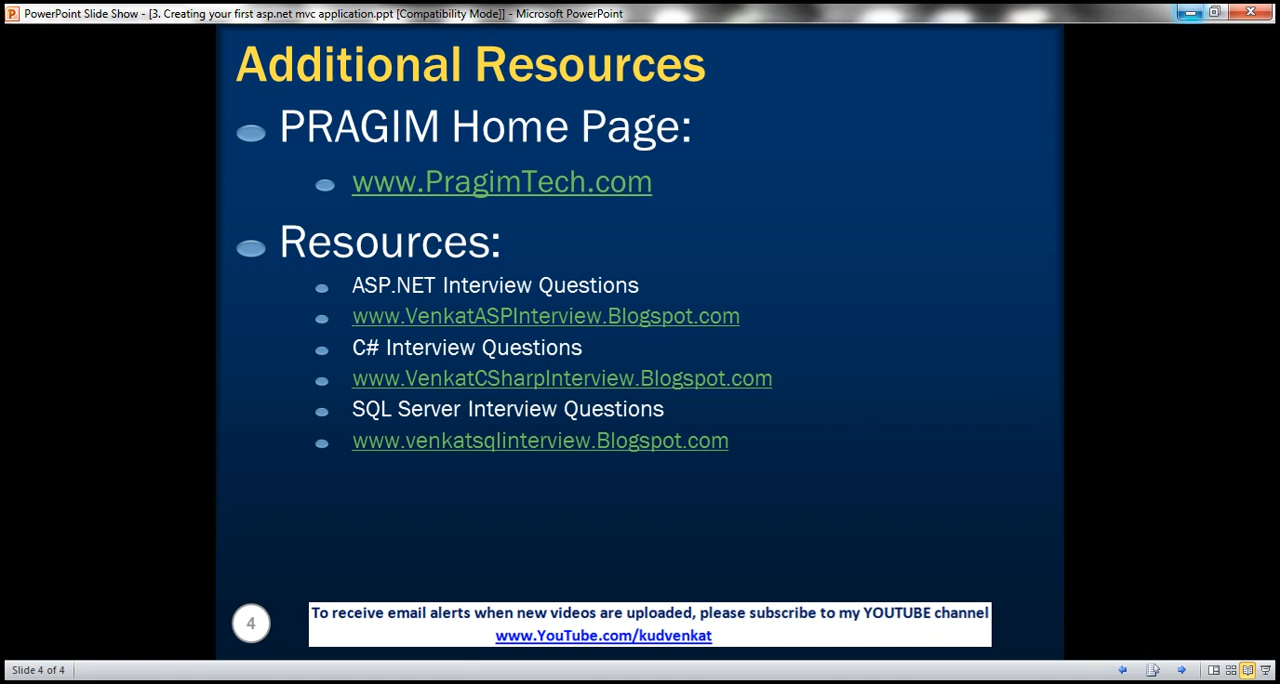 PowerPoint Slide Show - [3. Creating your first asp.net mvc application.ppt [Compatibility Mode]] - Microsoft PowerPoint
Additional Resources
PRAGIM Home Page:
www.PragimTech.com
Resources:
ASP.NET Interview Questions
www.VenkatASPInterview.Blogspot.com
C# Interview Questions
www.VenkatCSharpInterview.Blogspot.com
SQL Server Interview Questions
www.venkatsqlinterview.Blogspot.com
4
To receive email alerts when new videos are uploaded, please subscribe to my YOUTUBE channel
www.YouTube.com/kudvenkat
Slide 4 of 4